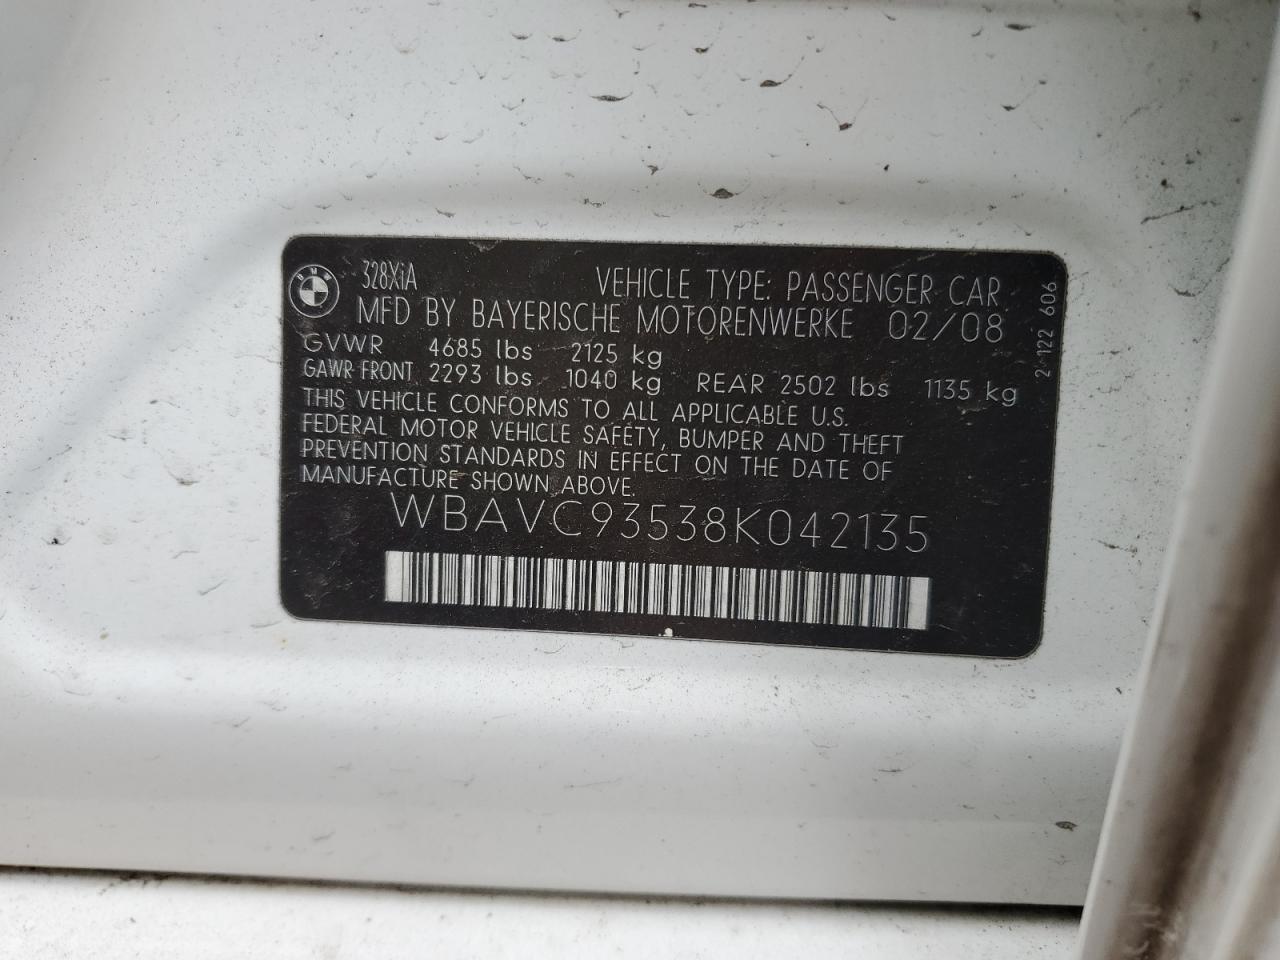 BMW
328XiA VEHICLE TYPE: PASSENGER CAR
MFD BY BAYERISCHE MOTORENWERKE 02/08
GVWR 4685 lbs 2125 kg
GAWR FRONT 2293 lbs 1040 kg REAR 2502 lbs 1135 kg
THIS VEHICLE CONFORMS TO ALL APPLICABLE U.S.
FEDERAL MOTOR VEHICLE SAFETY, BUMPER AND THEFT
PREVENTION STANDARDS IN EFFECT ON THE DATE OF
MANUFACTURE SHOWN ABOVE.
WBAVC93538K042135
2-122 606